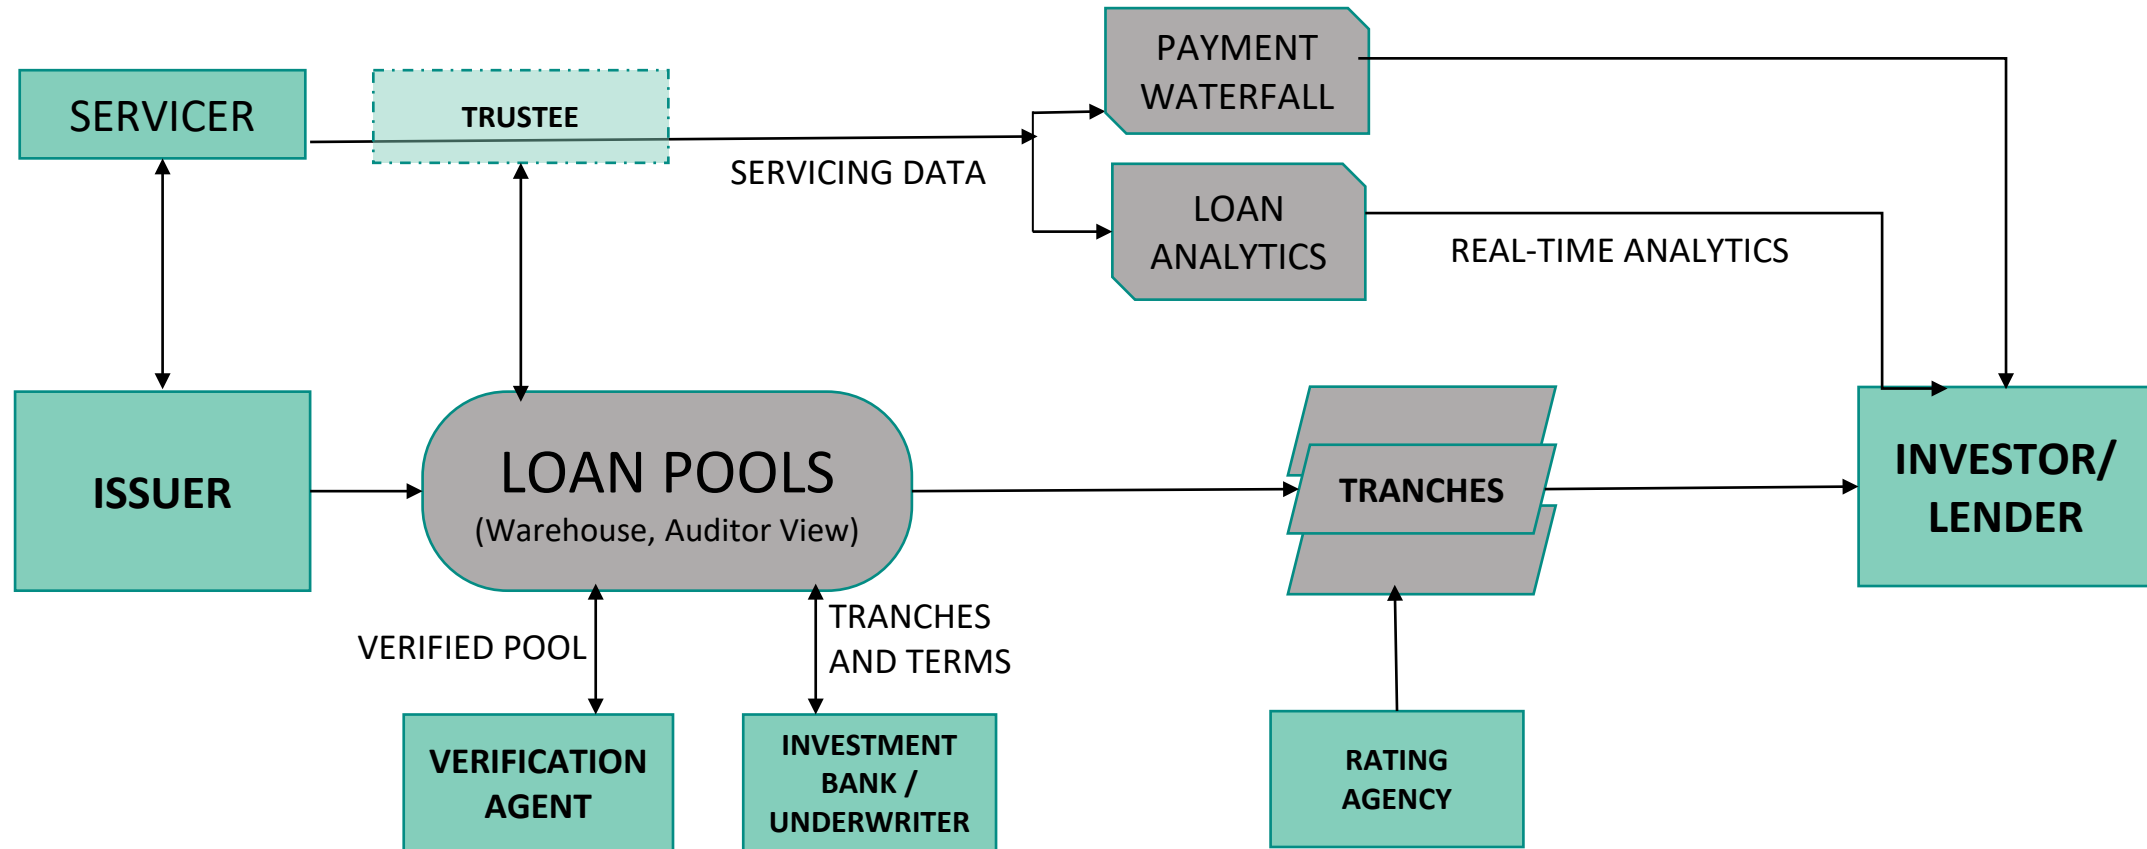 PAYMENT
WATERFALL
SERVICER
TRUSTEE
SERVICING DATA
LOAN
ANALYTICS
REAL-TIME ANALYTICS
ISSUER
LOAN POOLS
(Warehouse, Auditor View)
TRANCHES
INVESTOR/
LENDER
VERIFIED POOL
TRANCHES
AND TERMS
VERIFICATION
AGENT
INVESTMENT
BANK /
UNDERWRITER
RATING
AGENCY